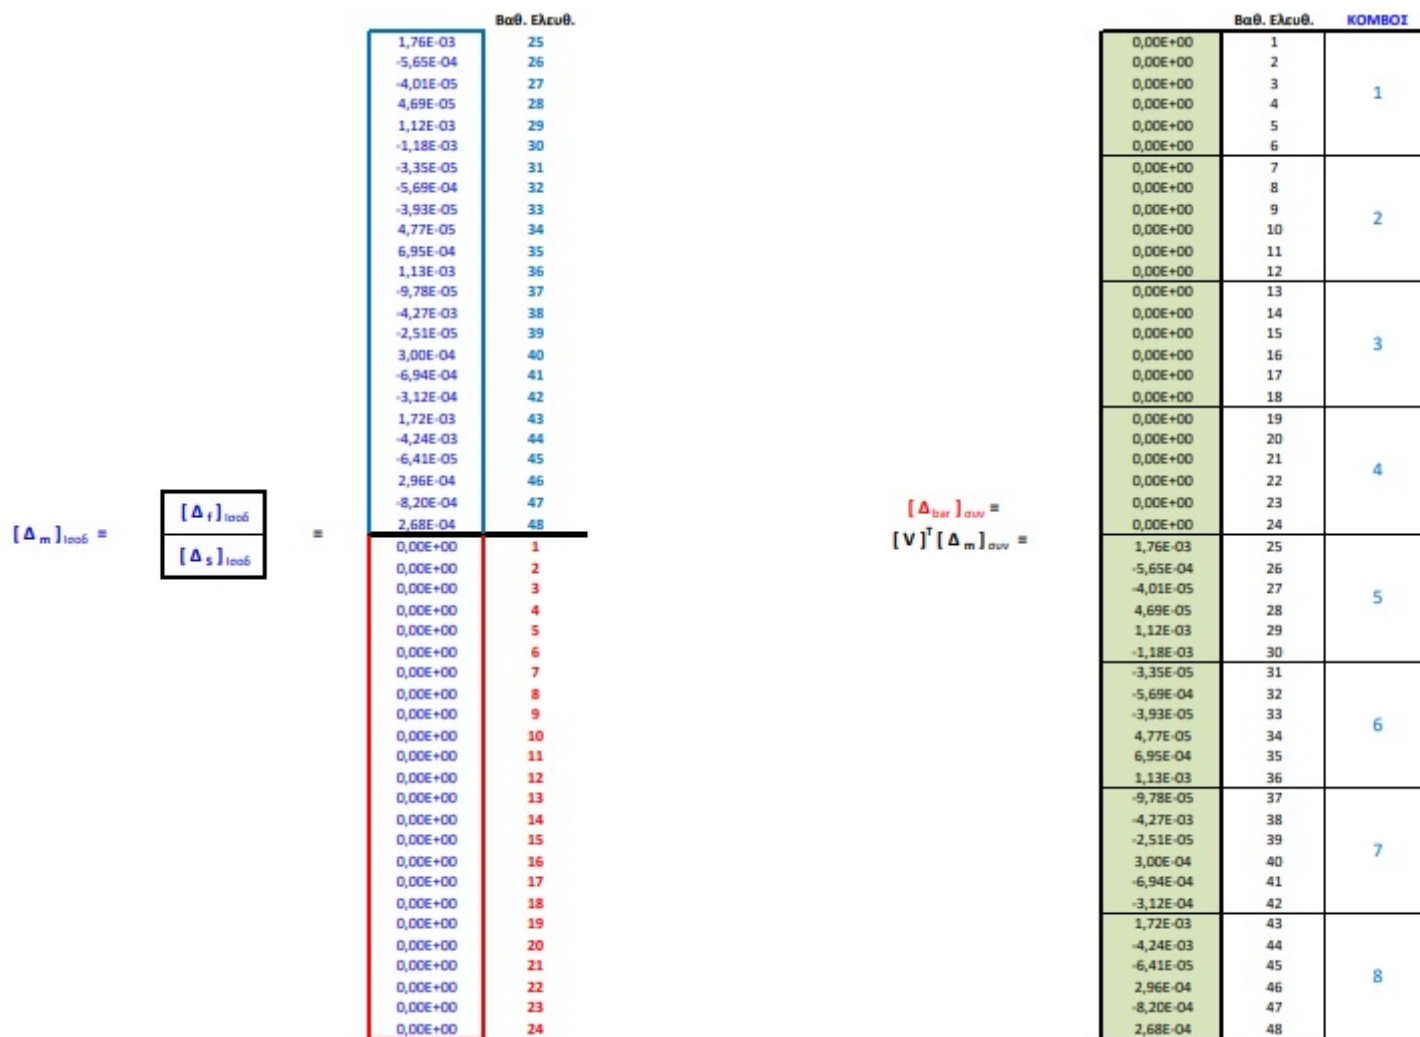 Βαθ. Ελευθ. Βαθ. Ελευθ. ΚΟΜΒΟΣ
1,76E-03 25 0,00E+00 1
-5,65E-04 26 0,00E+00 2
-4,01E-05 27 0,00E+00 3
1
4,69E-05 28 0,00E+00 4
1,12E-03 29 0,00E+00 5
-1,18E-03 30 0,00E+00 6
-3,35E-05 31 0,00E+00 7
-5,69E-04 32 0,00E+00 8
-3,93E-05 33 0,00E+00 9
2
4,77E-05 34 0,00E+00 10
6,95E-04 35 0,00E+00 11
1,13E-03 36 0,00E+00 12
-9,78E-05 37 0,00E+00 13
-4,27E-03 38 0,00E+00 14
-2,51E-05 39 0,00E+00 15
3
3,00E-04 40 0,00E+00 16
-6,94E-04 41 0,00E+00 17
-3,12E-04 42 0,00E+00 18
1,72E-03 43 0,00E+00 19
-4,24E-03 44 0,00E+00 20
-6,41E-05 45 0,00E+00 21
4
2,96E-04 46 0,00E+00 22
-8,20E-04 47 0,00E+00 23
[ Δ f ] Ισοδ [ Δ bar ] συν =
2,68E-04 48 0,00E+00 24
[ Δ m ] Ισοδ = =
[ V ]T [ Δ m ] συν =
0,00E+00 1 1,76E-03 25
[ Δ s ] Ισοδ
0,00E+00 2 -5,65E-04 26
0,00E+00 3 -4,01E-05 27
5
0,00E+00 4 4,69E-05 28
0,00E+00 5 1,12E-03 29
0,00E+00 6 -1,18E-03 30
0,00E+00 7 -3,35E-05 31
0,00E+00 8 -5,69E-04 32
0,00E+00 9 -3,93E-05 33
6
0,00E+00 10 4,77E-05 34
0,00E+00 11 6,95E-04 35
0,00E+00 12 1,13E-03 36
0,00E+00 13 -9,78E-05 37
0,00E+00 14 -4,27E-03 38
0,00E+00 15 -2,51E-05 39
7
0,00E+00 16 3,00E-04 40
0,00E+00 17 -6,94E-04 41
0,00E+00 18 -3,12E-04 42
0,00E+00 19 1,72E-03 43
0,00E+00 20 -4,24E-03 44
0,00E+00 21 -6,41E-05 45
8
0,00E+00 22 2,96E-04 46
0,00E+00 23 -8,20E-04 47
0,00E+00 24 2,68E-04 48